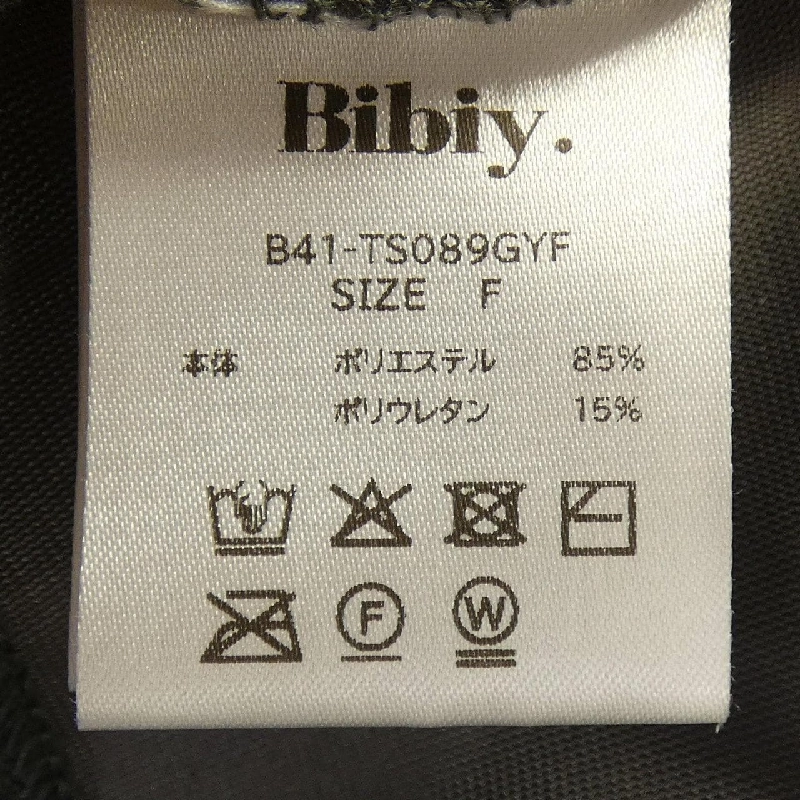 Bibiy.
B41-TS089GYF
SIZE F
本体 ポリエステル 85%
ポリウレタン 15%
F W